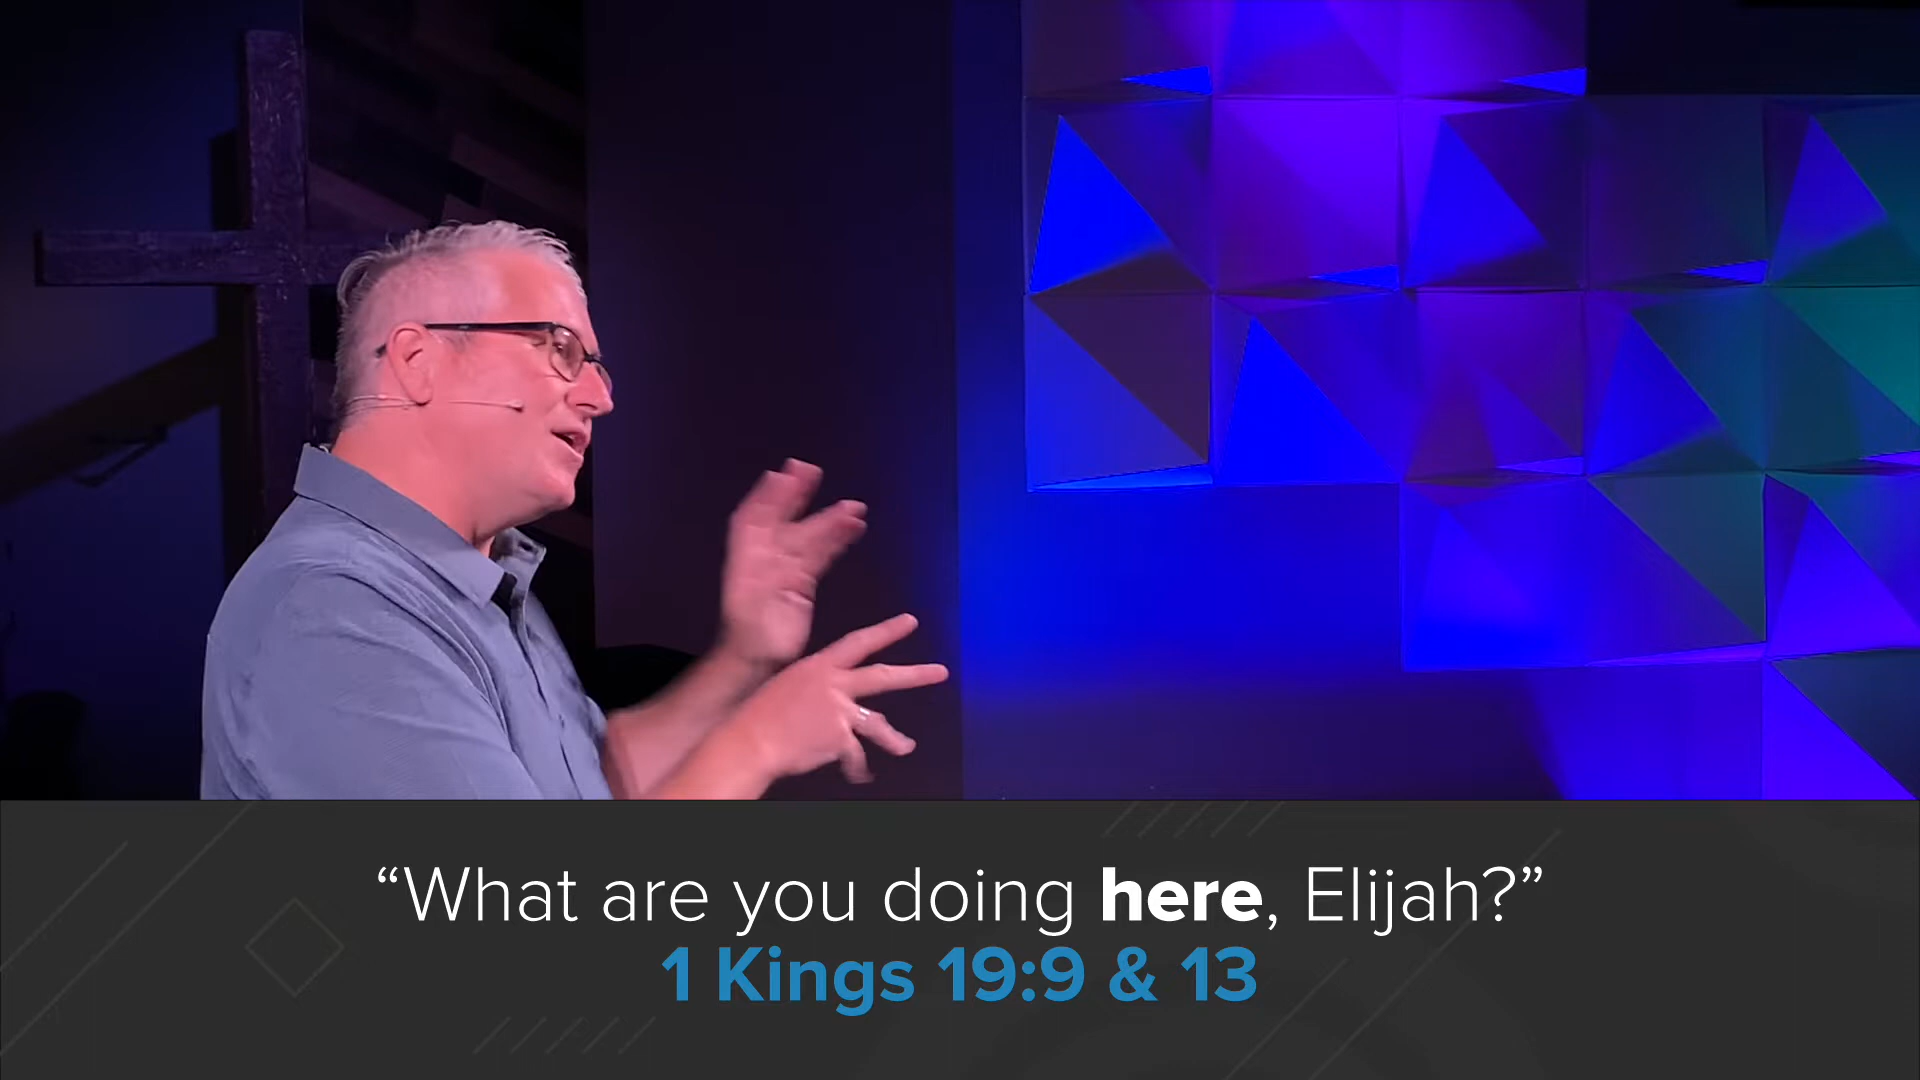 “What are you doing here, Elijah?”
1 Kings 19:9 & 13